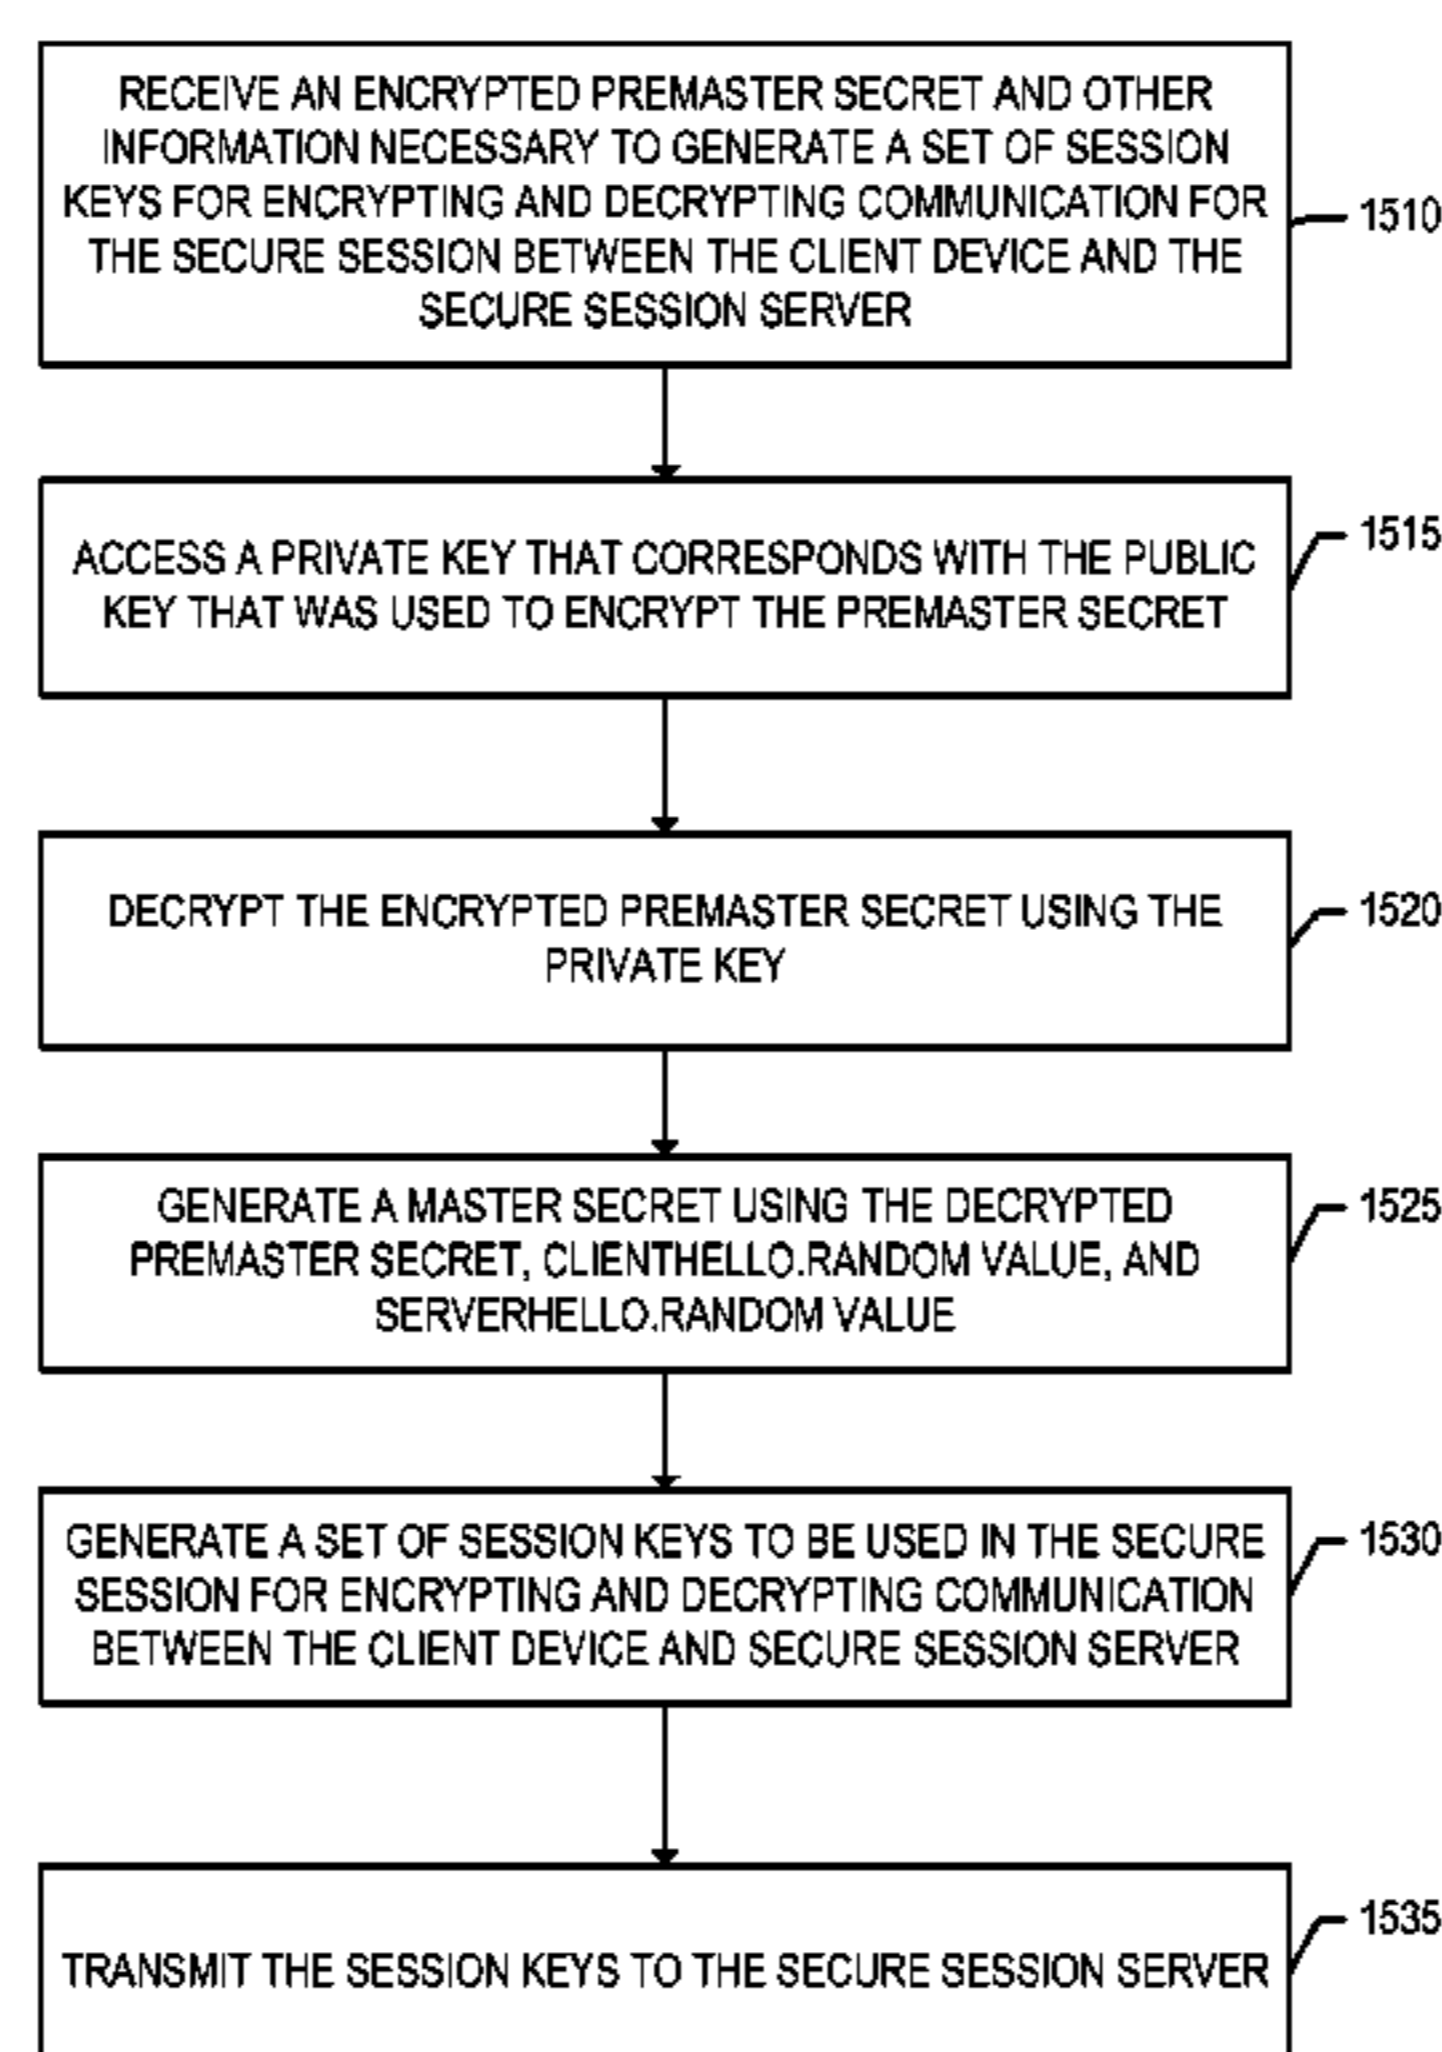 RECEIVE AN ENCRYPTED PREMASTER SECRET AND OTHER
INFORMATION NECESSARY TO GENERATE A SET OF SESSION
KEYS FOR ENCRYPTING AND DECRYPTING COMMUNICATION FOR
THE SECURE SESSION BETWEEN THE CLIENT DEVICE AND THE
SECURE SESSION SERVER
1510
ACCESS A PRIVATE KEY THAT CORRESPONDS WITH THE PUBLIC
KEY THAT WAS USED TO ENCRYPT THE PREMASTER SECRET
1515
DECRYPT THE ENCRYPTED PREMASTER SECRET USING THE
PRIVATE KEY
1520
GENERATE A MASTER SECRET USING THE DECRYPTED
PREMASTER SECRET, CLIENTHELLO.RANDOM VALUE, AND
SERVERHELLO.RANDOM VALUE
1525
GENERATE A SET OF SESSION KEYS TO BE USED IN THE SECURE
SESSION FOR ENCRYPTING AND DECRYPTING COMMUNICATION
BETWEEN THE CLIENT DEVICE AND SECURE SESSION SERVER
1530
TRANSMIT THE SESSION KEYS TO THE SECURE SESSION SERVER
1535